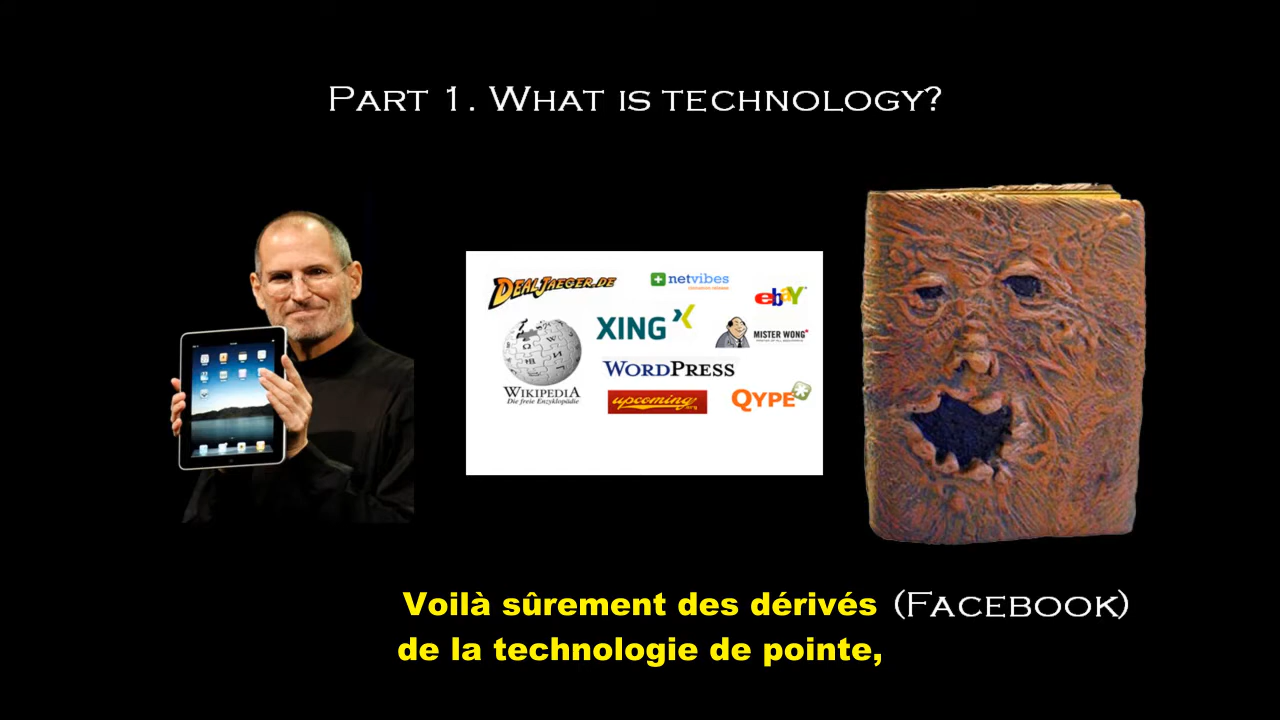 PART 1. WHAT IS TECHNOLOGY?
DEALJAEGER.DE
netvibes
ebaY
XING
MISTER WONG
WIKIPEDIA
Die freie Enzyklopädie
WORDPRESS
upcoming.org
QYPE
Voilà sûrement des dérivés
de la technologie de pointe,
(FACEBOOK)